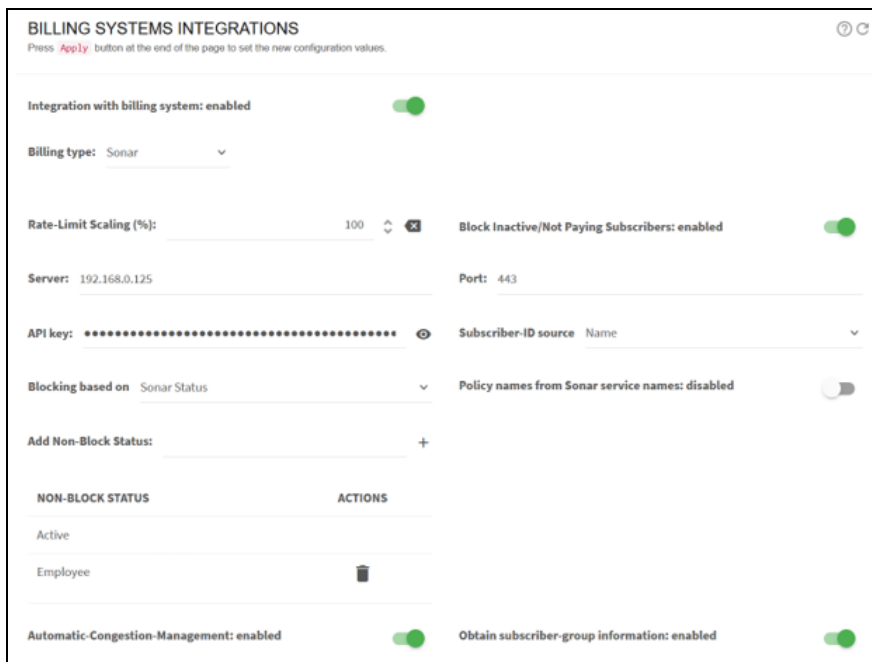 BILLING SYSTEMS INTEGRATIONS
Press Apply button at the end of the page to set the new configuration values.
Integration with billing system: enabled
Billing type: Sonar
Rate-Limit Scaling (%): 100
Block Inactive/Not Paying Subscribers: enabled
Server: 192.168.0.125
Port: 443
API key: ••••••••••••••••••••••••••••••••••••••••
Subscriber-ID source Name
Blocking based on Sonar Status
Policy names from Sonar service names: disabled
Add Non-Block Status:
NON-BLOCK STATUS ACTIONS
Active
Employee
Automatic-Congestion-Management: enabled
Obtain subscriber-group information: enabled